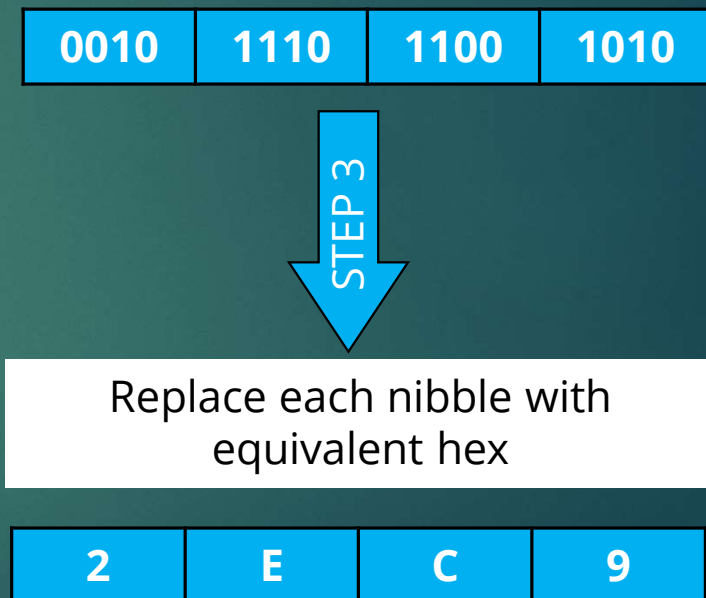 0010 1110 1100 1010
STEP 3
Replace each nibble with
equivalent hex
2 E C 9